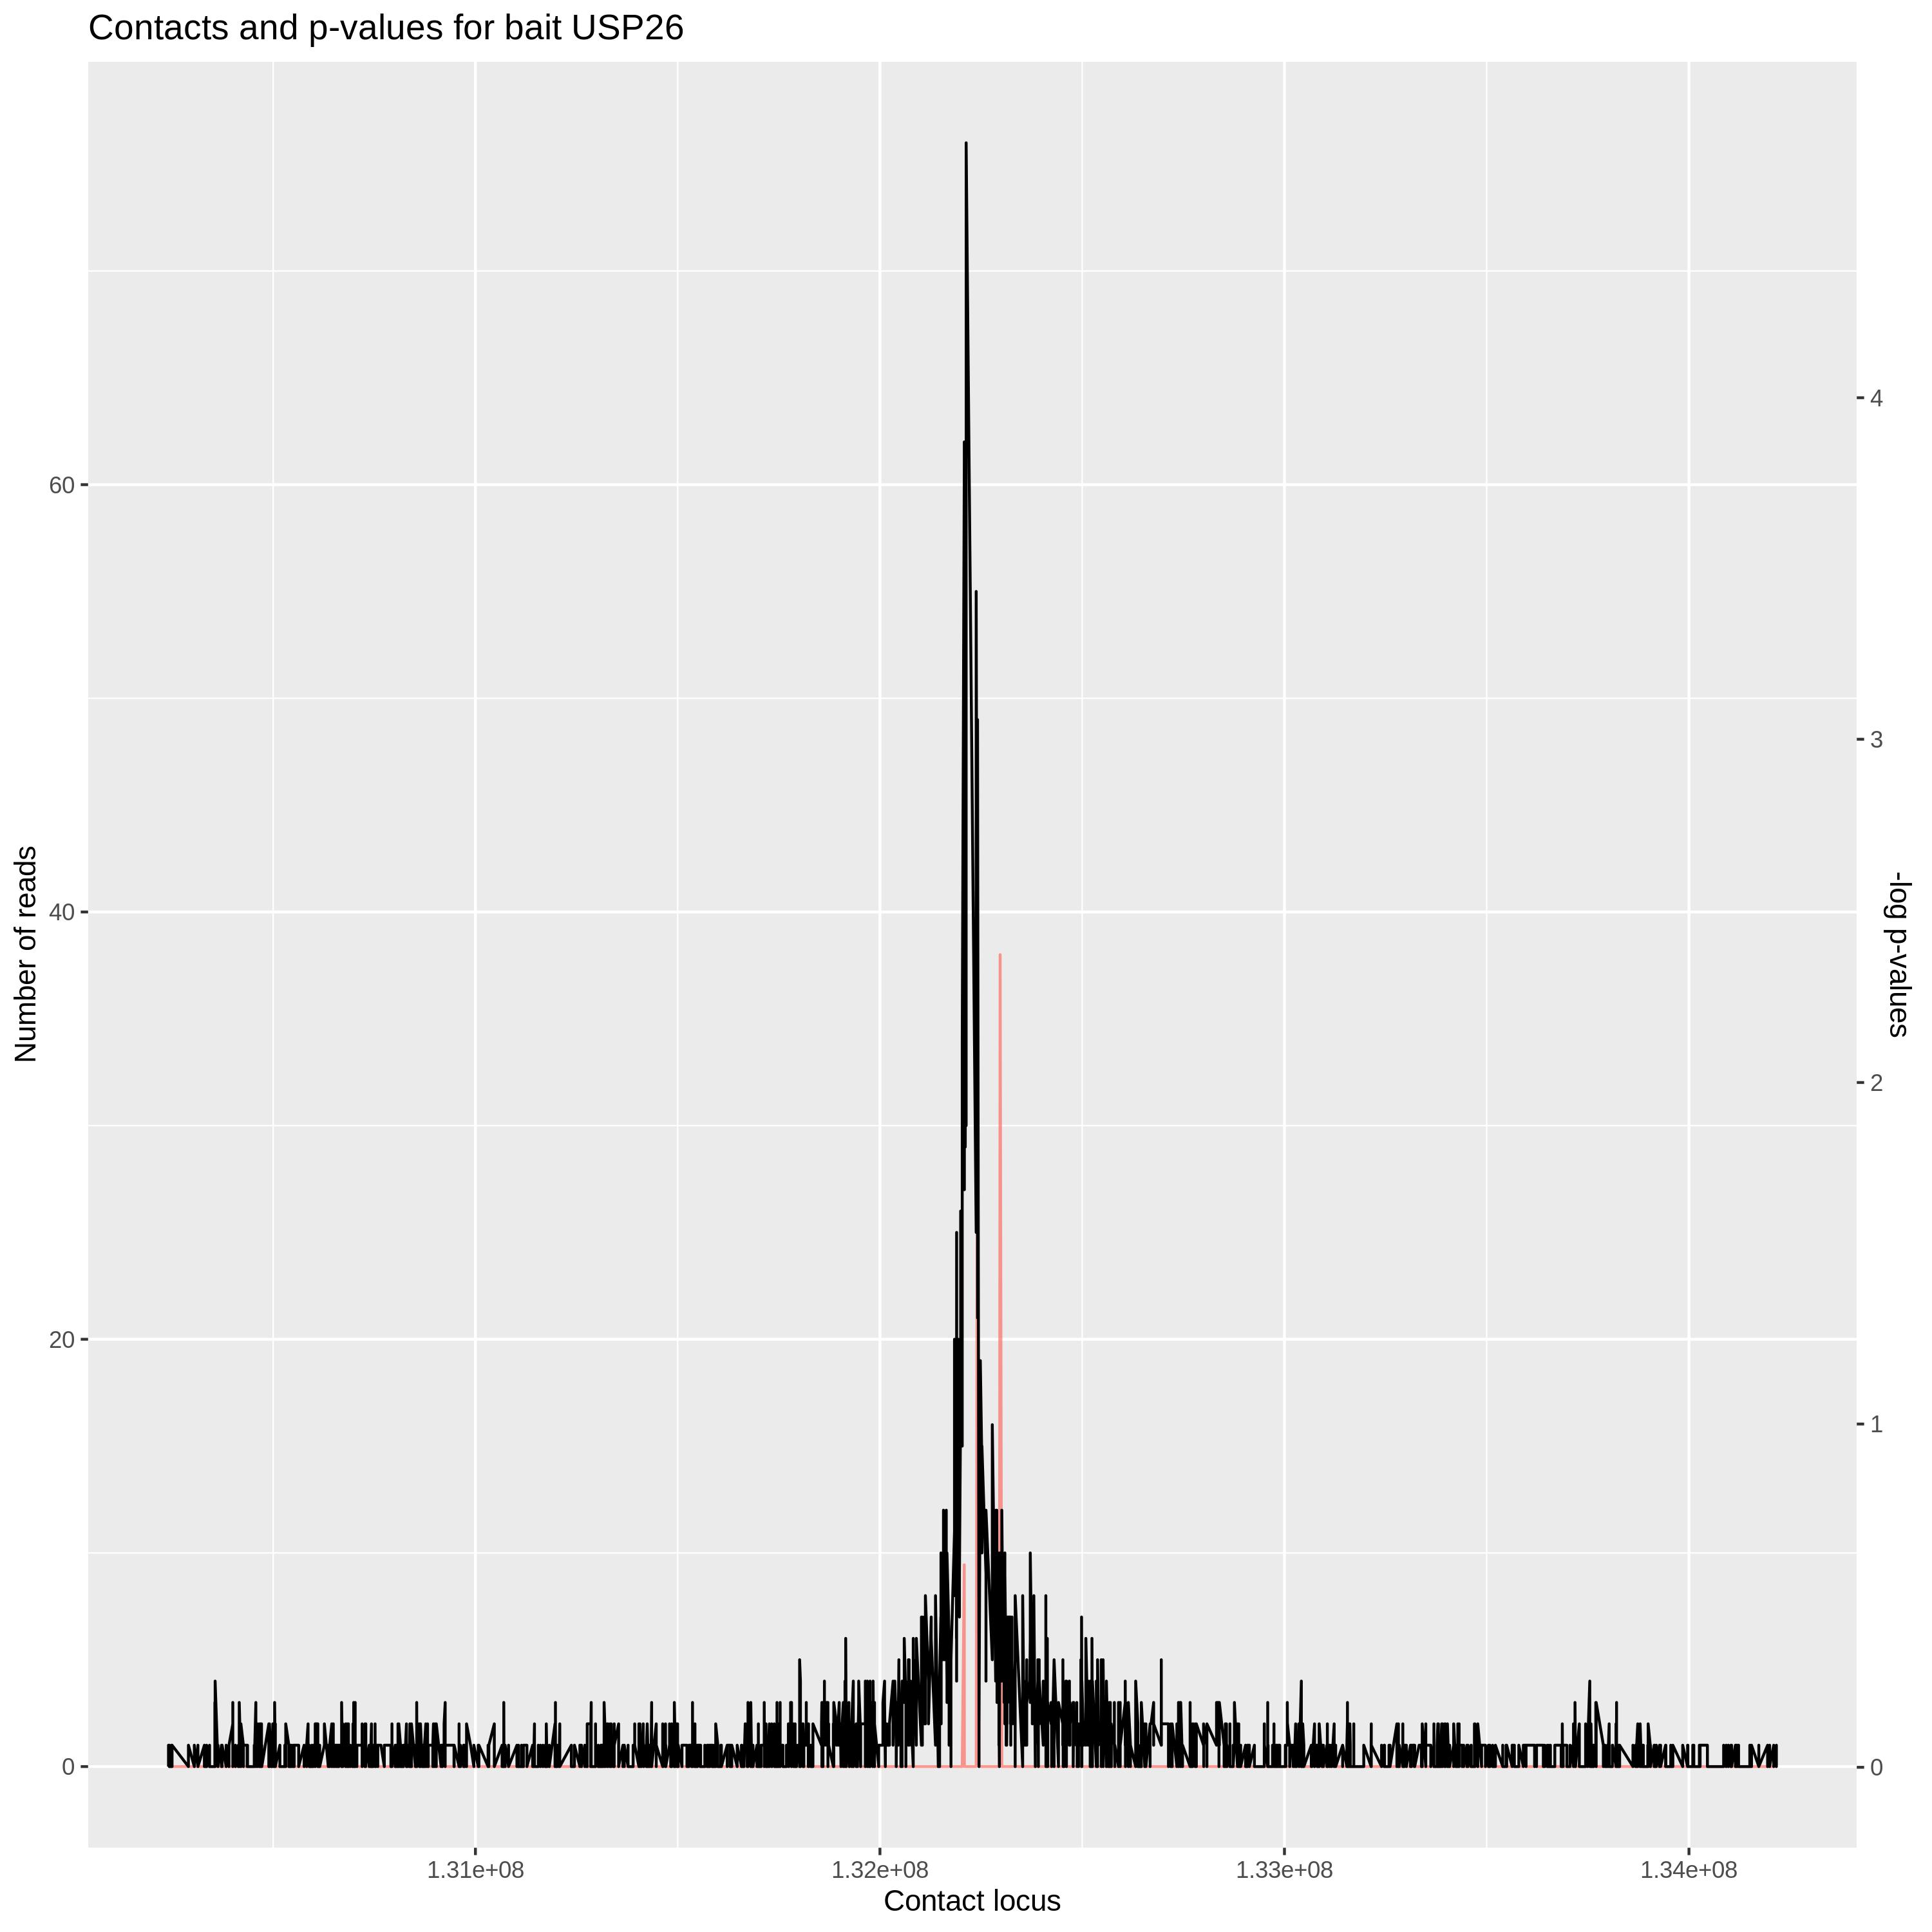 Contacts and p-values for bait USP26
Number of reads
60
40
20
0
4
3
2
1
0
-log p-values
1.31e+08
1.32e+08
1.33e+08
1.34e+08
Contact locus